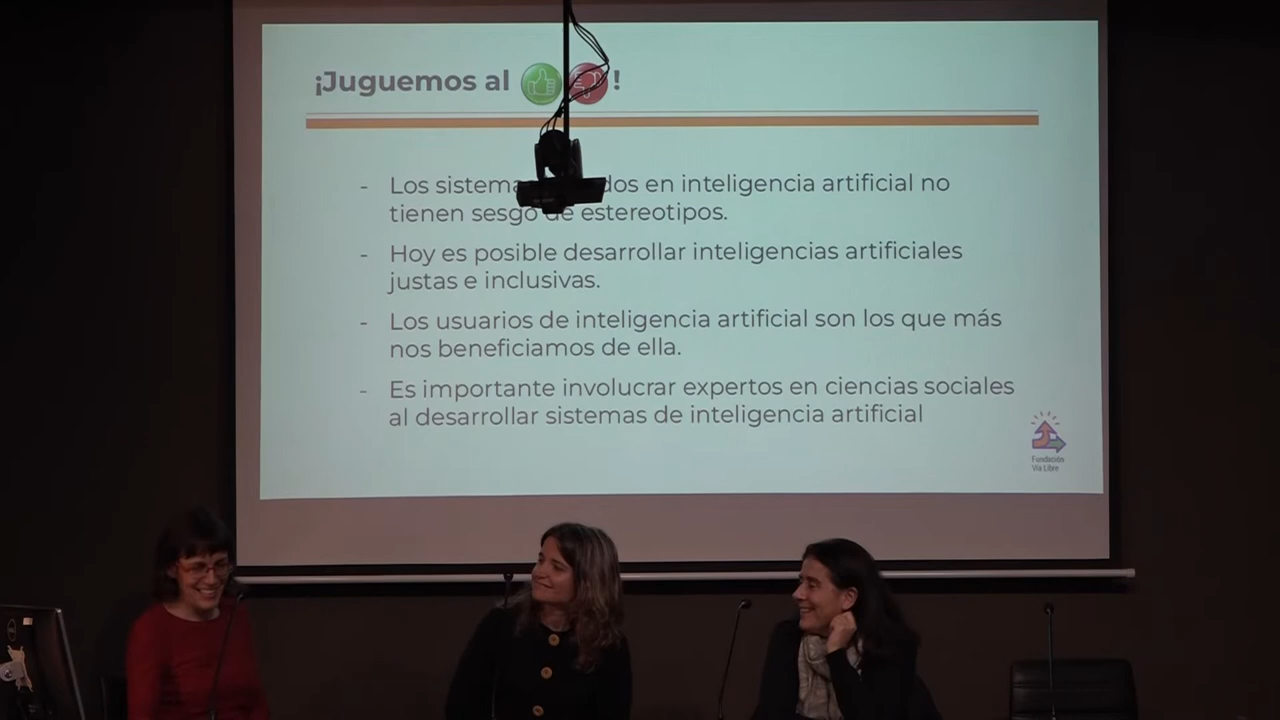 ¡Juguemos al !
- Los sistema dos en inteligencia artificial no
tienen sesgo de estereotipos.
- Hoy es posible desarrollar inteligencias artificiales
justas e inclusivas.
- Los usuarios de inteligencia artificial son los que más
nos beneficiamos de ella.
- Es importante involucrar expertos en ciencias sociales
al desarrollar sistemas de inteligencia artificial
Fundación
Vía Libre